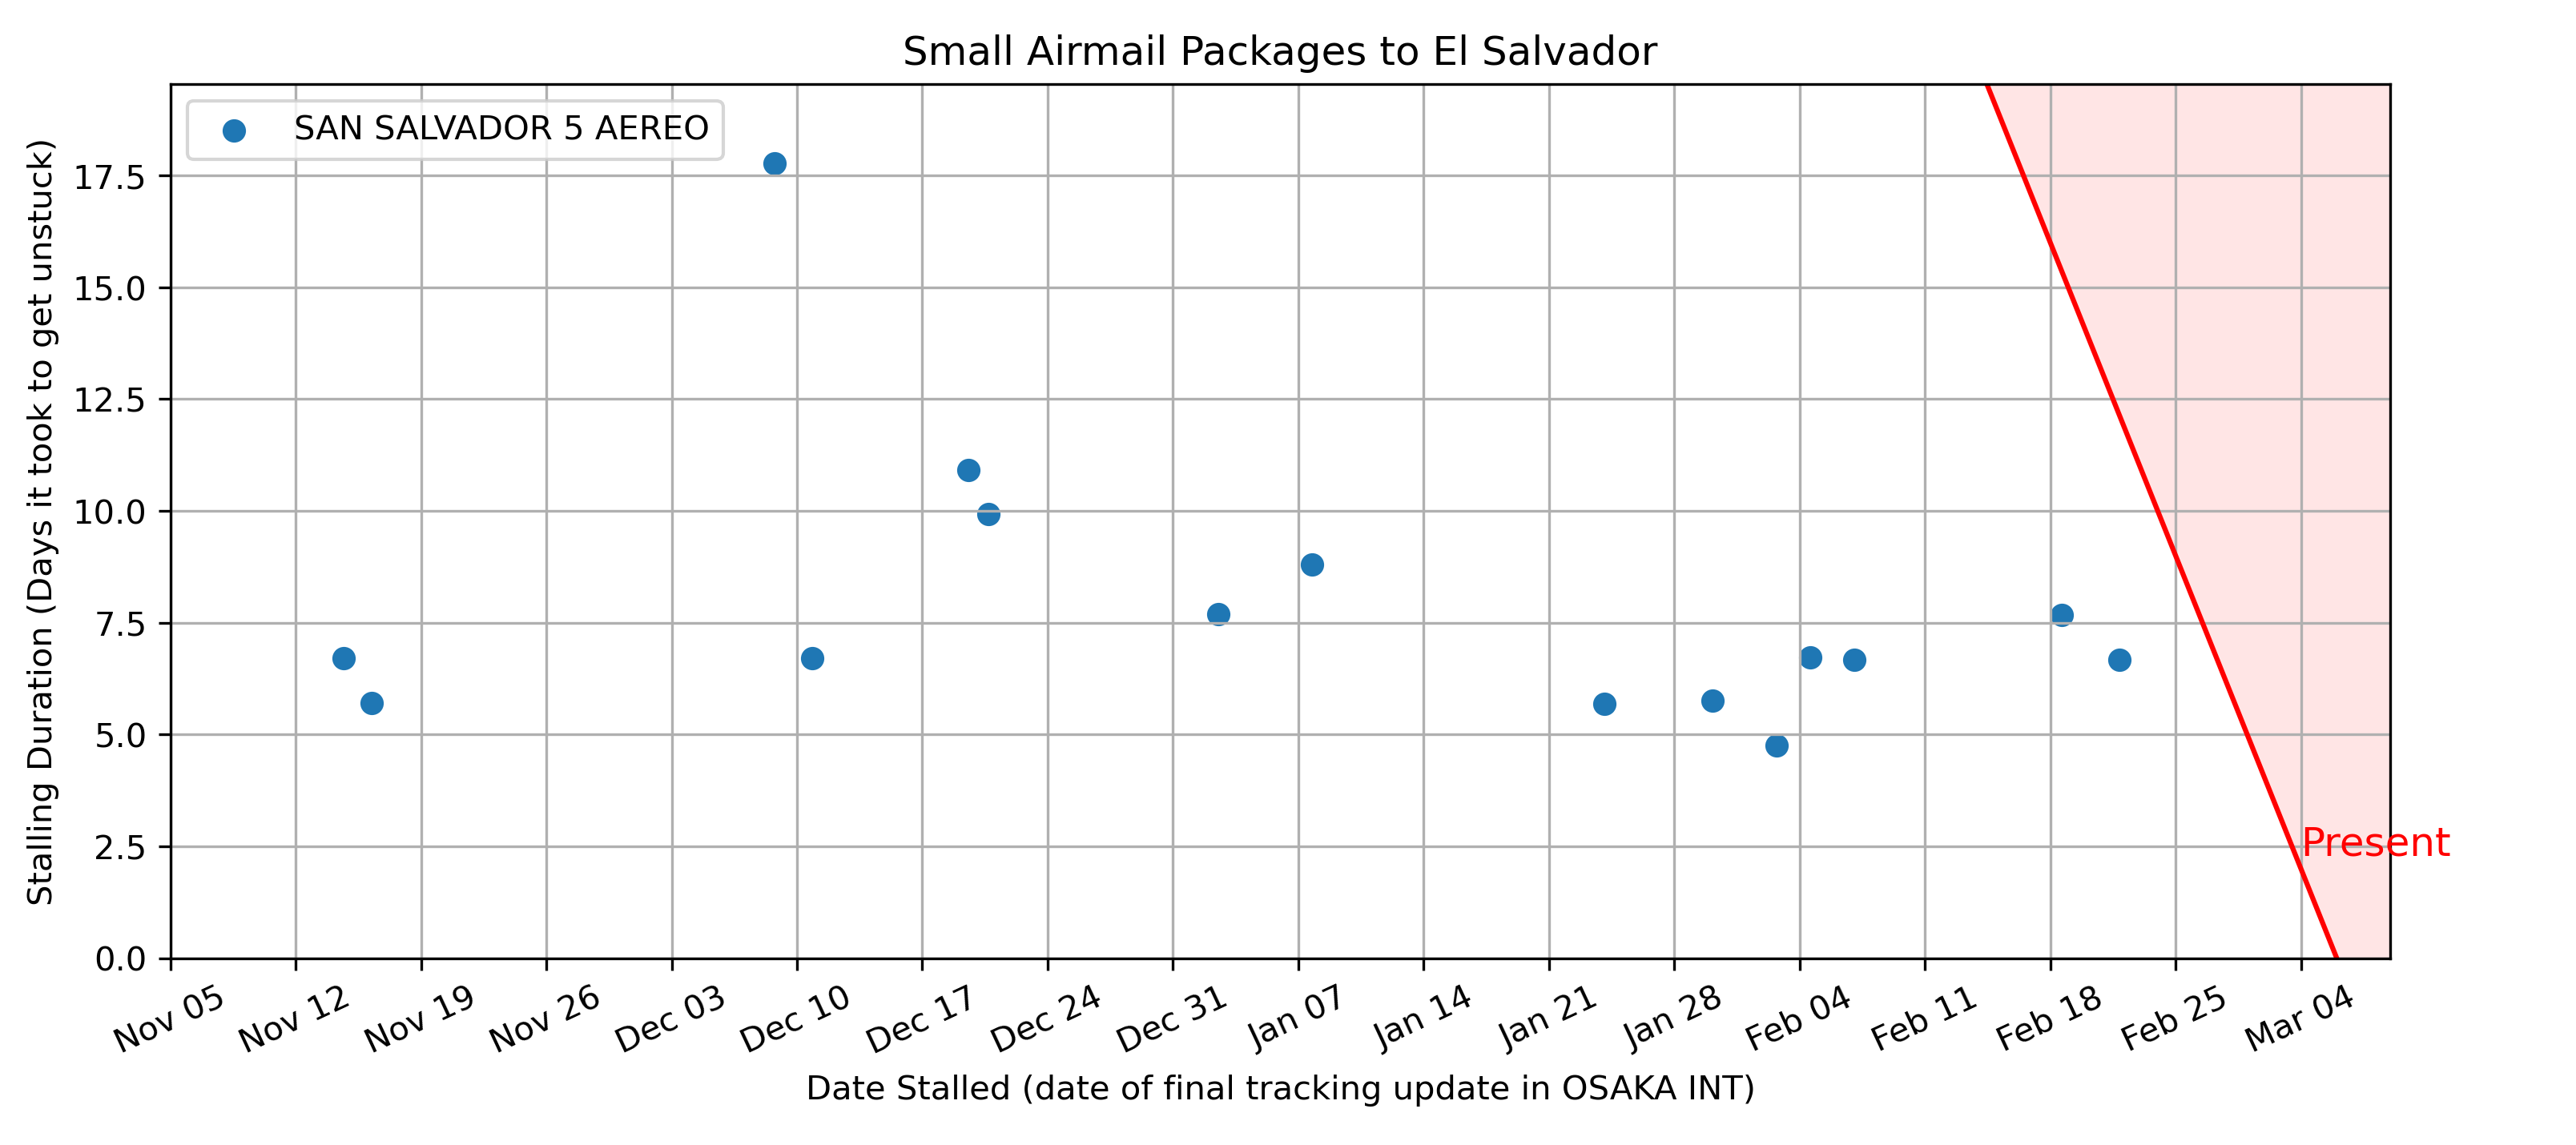 Small Airmail Packages to El Salvador
SAN SALVADOR 5 AEREO
Stalling Duration (Days it took to get unstuck)
17.5
15.0
12.5
10.0
7.5
5.0
2.5
0.0
Present
Nov 05 Nov 12 Nov 19 Nov 26 Dec 03 Dec 10 Dec 17 Dec 24 Dec 31 Jan 07 Jan 14 Jan 21 Jan 28 Feb 04 Feb 11 Feb 18 Feb 25 Mar 04
Date Stalled (date of final tracking update in OSAKA INT)